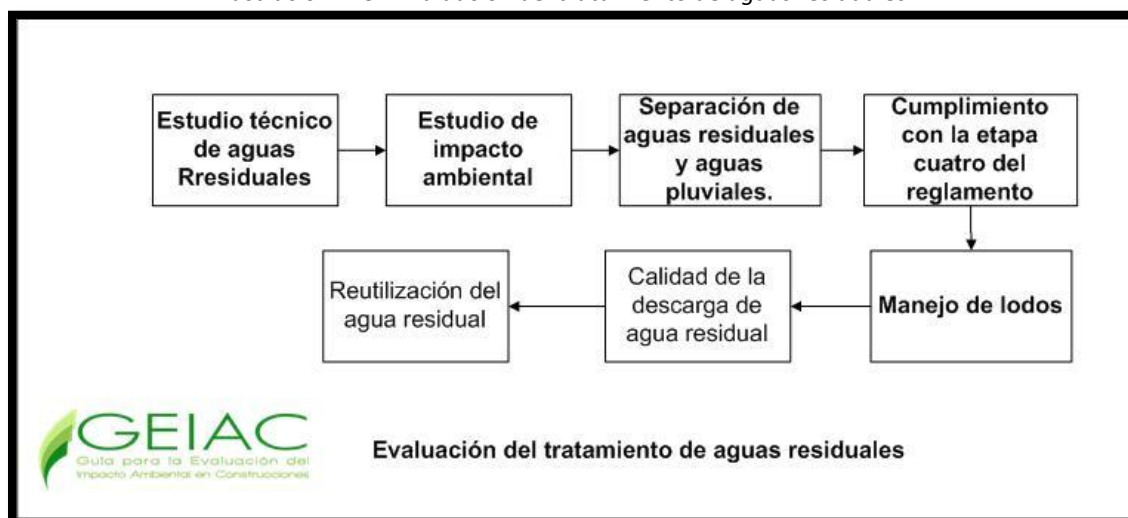 Estudio técnico
de aguas
Rresiduales
Estudio de
impacto
ambiental
Separación de
aguas residuales
y aguas
pluviales.
Cumplimiento
con la etapa
cuatro del
reglamento
Reutilización del
agua residual
Calidad de la
descarga de
agua residual
Manejo de lodos
GEIAC
Guía para la Evaluación del
Impacto Ambiental en Construcciones
Evaluación del tratamiento de aguas residuales